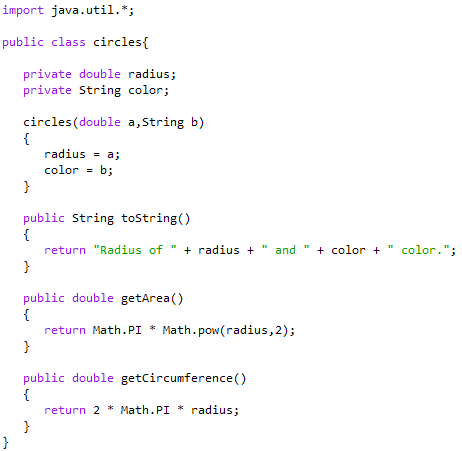 import java.util.*;
public class circles{
private double radius;
private String color;
circles(double a,String b)
{
radius = a;
color = b;
}
public String toString()
{
return "Radius of " + radius + " and " + color + " color.";
}
public double getArea()
{
return Math.PI * Math.pow(radius,2);
}
public double getCircumference()
{
return 2 * Math.PI * radius;
}
}